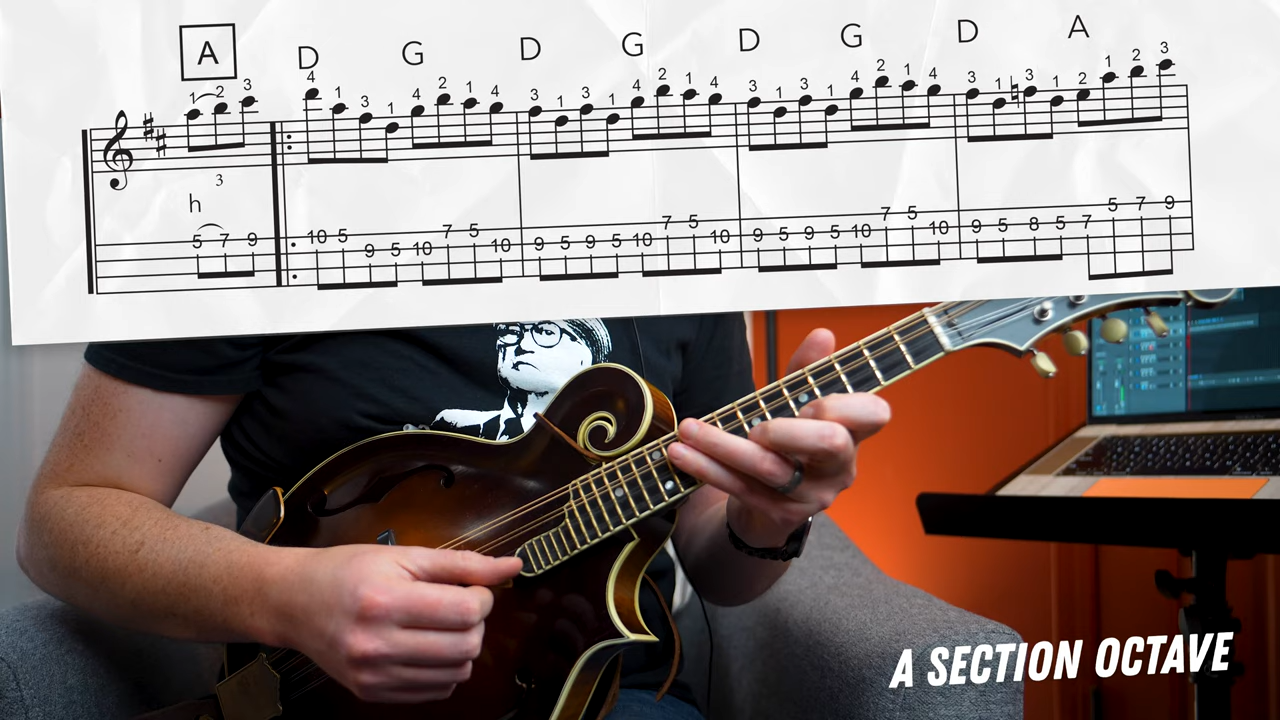 A D G D G D G D A
1 2 3 4 1 3 1 4 2 1 4 3 1 3 1 4 2 1 4 3 1 3 1 4 2 1 4 3 1 3 1 2 1 2 3
3
h
5 7 9 10 5 9 5 10 7 5 10 9 5 9 5 10 7 5 10 9 5 9 5 10 7 5 10 9 5 8 5 7 5 7 9
A SECTION OCTAVE